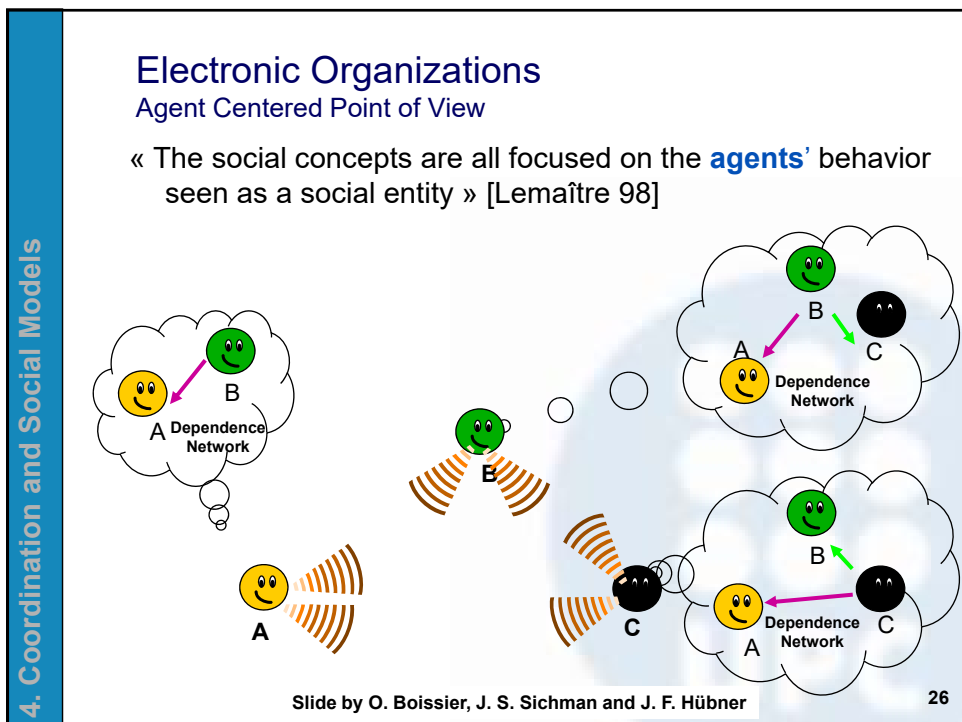 4. Coordination and Social Models
Electronic Organizations
Agent Centered Point of View
« The social concepts are all focused on the agents' behavior
seen as a social entity » [Lemaître 98]
B
A
Dependence
Network
B
A
C
Dependence
Network
B
A
C
B
C
A
Dependence
Network
Slide by O. Boissier, J. S. Sichman and J. F. Hübner
26